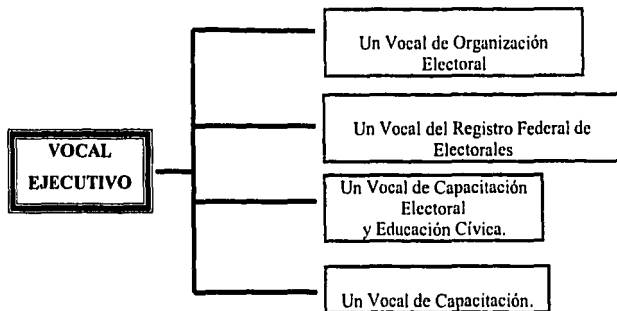 VOCAL
EJECUTIVO
Un Vocal de Organización
Electoral
Un Vocal del Registro Federal de
Electorales
Un Vocal de Capacitación
Electoral
y Educación Cívica.
Un Vocal de Capacitación.